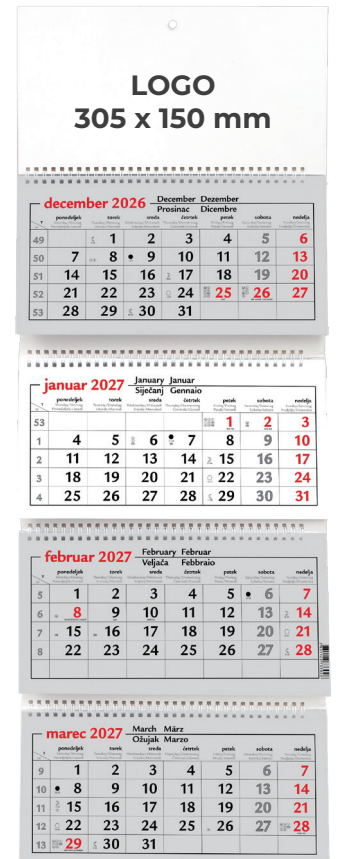 LOGO
305 x 150 mm
december 2026 December Dezember
Prosinac Dicembre
ponedeljek torek sreda četrtek petek sobota nedelja
49 1 2 3 4 5 6
50 7 8 9 10 11 12 13
51 14 15 16 17 18 19 20
52 21 22 23 24 25 26 27
53 28 29 30 31
januar 2027 January Januar
Siječanj Gennaio
ponedeljek torek sreda četrtek petek sobota nedelja
53 1 2 3
1 4 5 6 7 8 9 10
2 11 12 13 14 15 16 17
3 18 19 20 21 22 23 24
4 25 26 27 28 29 30 31
februar 2027 February Februar
Veljača Febbraio
ponedeljek torek sreda četrtek petek sobota nedelja
5 1 2 3 4 5 6 7
6 8 9 10 11 12 13 14
7 15 16 17 18 19 20 21
8 22 23 24 25 26 27 28
marec 2027 March März
Ožujak Marzo
ponedeljek torek sreda četrtek petek sobota nedelja
9 1 2 3 4 5 6 7
10 8 9 10 11 12 13 14
11 15 16 17 18 19 20 21
12 22 23 24 25 26 27 28
13 29 30 31